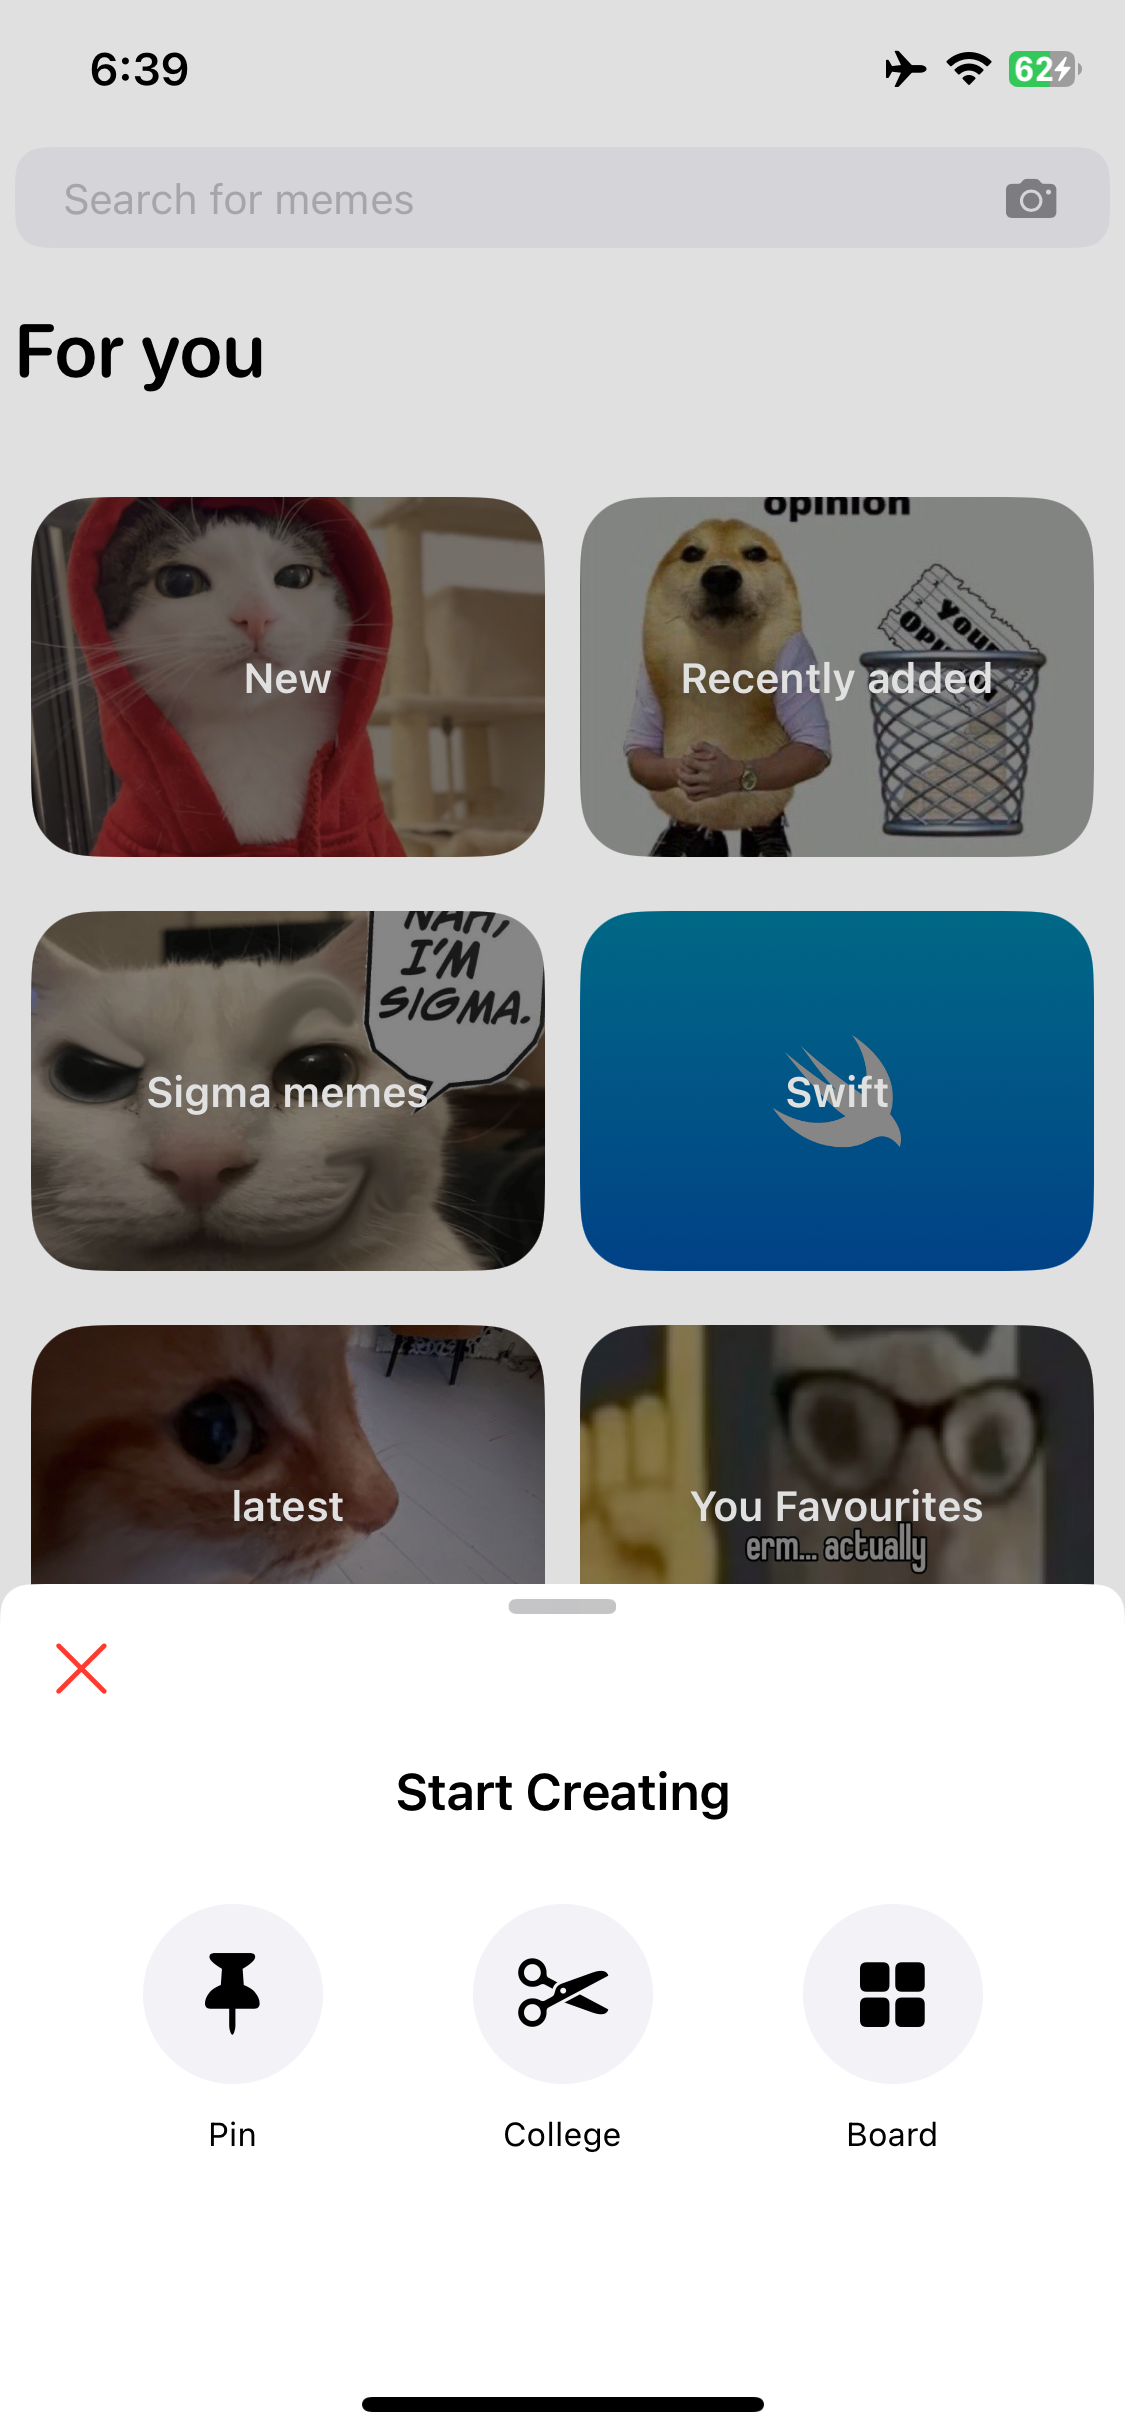 6:39
62
Search for memes
For you
New
opinion
Your
Opin
Recently added
NAH,
I'M
SIGMA.
Sigma memes
Swift
latest
You Favourites
erm... actually
Start Creating
Pin
College
Board